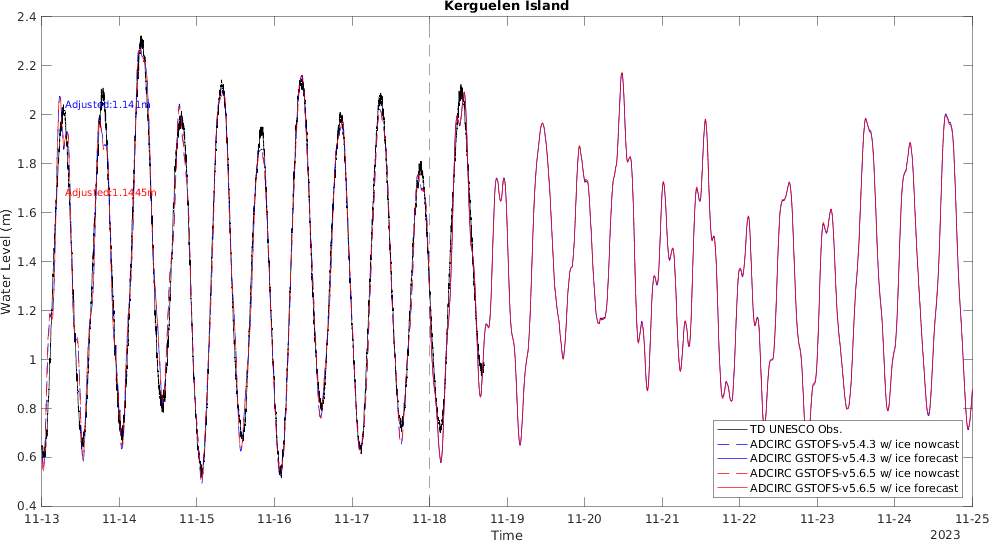 Kerguelen Island
2.4
2.2
2
1.8
1.6
1.4
1.2
1
0.8
0.6
0.4
Water Level (m)
Adjusted:1.141m
Adjusted:1.1445m
TD UNESCO Obs.
ADCIRC GSTOFS-v5.4.3 w/ ice nowcast
ADCIRC GSTOFS-v5.4.3 w/ ice forecast
ADCIRC GSTOFS-v5.6.5 w/ ice nowcast
ADCIRC GSTOFS-v5.6.5 w/ ice forecast
11-13 11-14 11-15 11-16 11-17 11-18 11-19 11-20 11-21 11-22 11-23 11-24 11-25
Time
2023